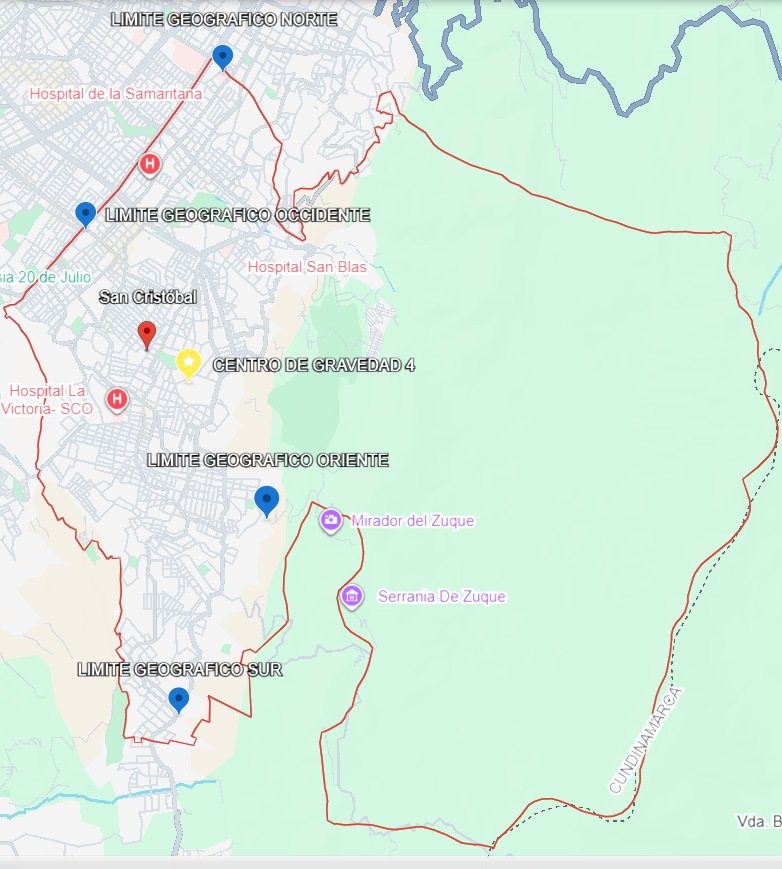 LIMITE GEOGRAFICO NORTE
Hospital de la Samaritana
H
LIMITE GEOGRAFICO OCCIDENTE
Hospital San Blas
sia 20 de Julio
San Cristóbal
CENTRO DE GRAVEDAD 4
Hospital La
Victoria- SCO
H
LIMITE GEOGRAFICO ORIENTE
Mirador del Zuque
Serrania De Zuque
LIMITE GEOGRAFICO SUR
CUNDINAMARCA
Vda. B